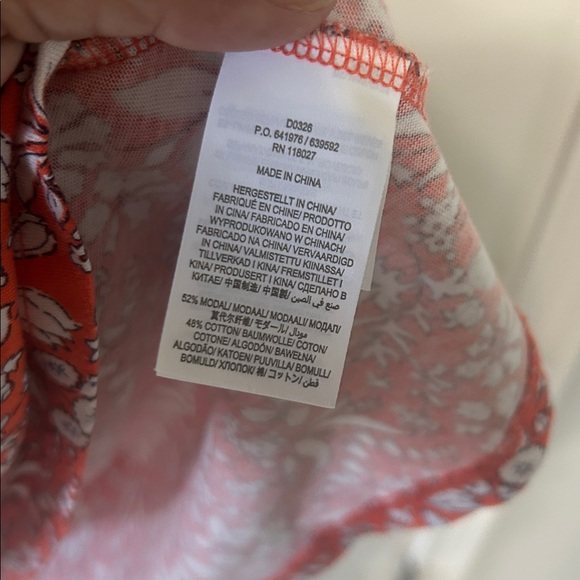 D0326
P.O. 641976 / 639592
RN 118027
MADE IN CHINA
HERGESTELLT IN CHINA/
FABRIQUÉ EN CHINE/ PRODOTTO
IN CINA/ FABRICADO EN CHINA/
WYPRODUKOWANO W CHINACH/
FABRICADO NA CHINA/ VERVAARDIGD
IN CHINA/ VALMISTETTU KIINASSA/
TILLVERKAD I KINA/ FREMSTILLET I
KINA/ PRODUSERT I KINA/ СДЕЛАНО В
КИТАЕ/ 中国制造/ 中国製/ صنع في الصين
52% MODAL/ MODAAL/ MODAALI/ МОДАЛ/
莫代尔纤维/ モダール/ مودال
48% COTTON/ BAUMWOLLE/ COTON/
COTONE/ ALGODÓN/ BAWEŁNA/
ALGODÃO/ KATOEN/ PUUVILLA/ BOMULL/
BOMULD/ ХЛОПОК/ 棉/ コットン/ قطن